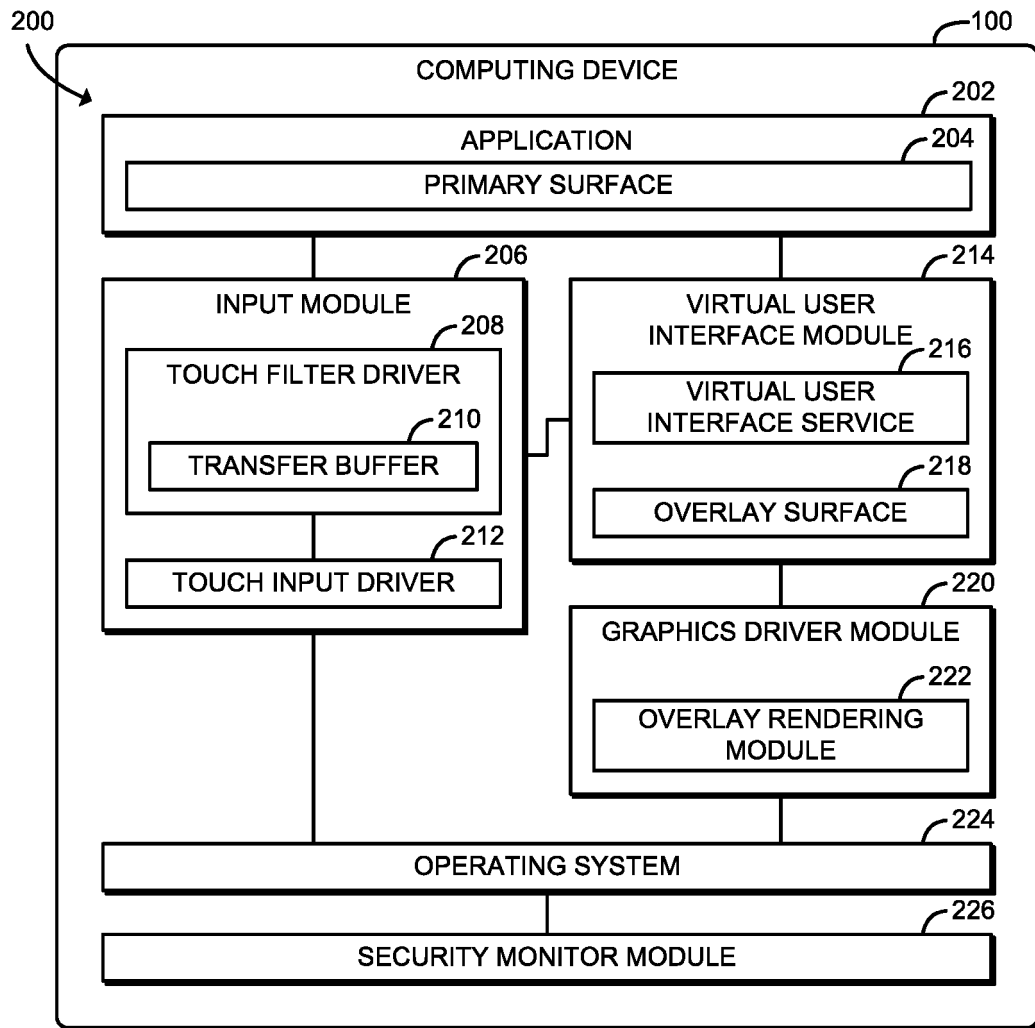 200
100
COMPUTING DEVICE
202
APPLICATION
204
PRIMARY SURFACE
206
INPUT MODULE
208
TOUCH FILTER DRIVER
210
TRANSFER BUFFER
212
TOUCH INPUT DRIVER
214
VIRTUAL USER
INTERFACE MODULE
216
VIRTUAL USER
INTERFACE SERVICE
218
OVERLAY SURFACE
220
GRAPHICS DRIVER MODULE
222
OVERLAY RENDERING
MODULE
224
OPERATING SYSTEM
226
SECURITY MONITOR MODULE